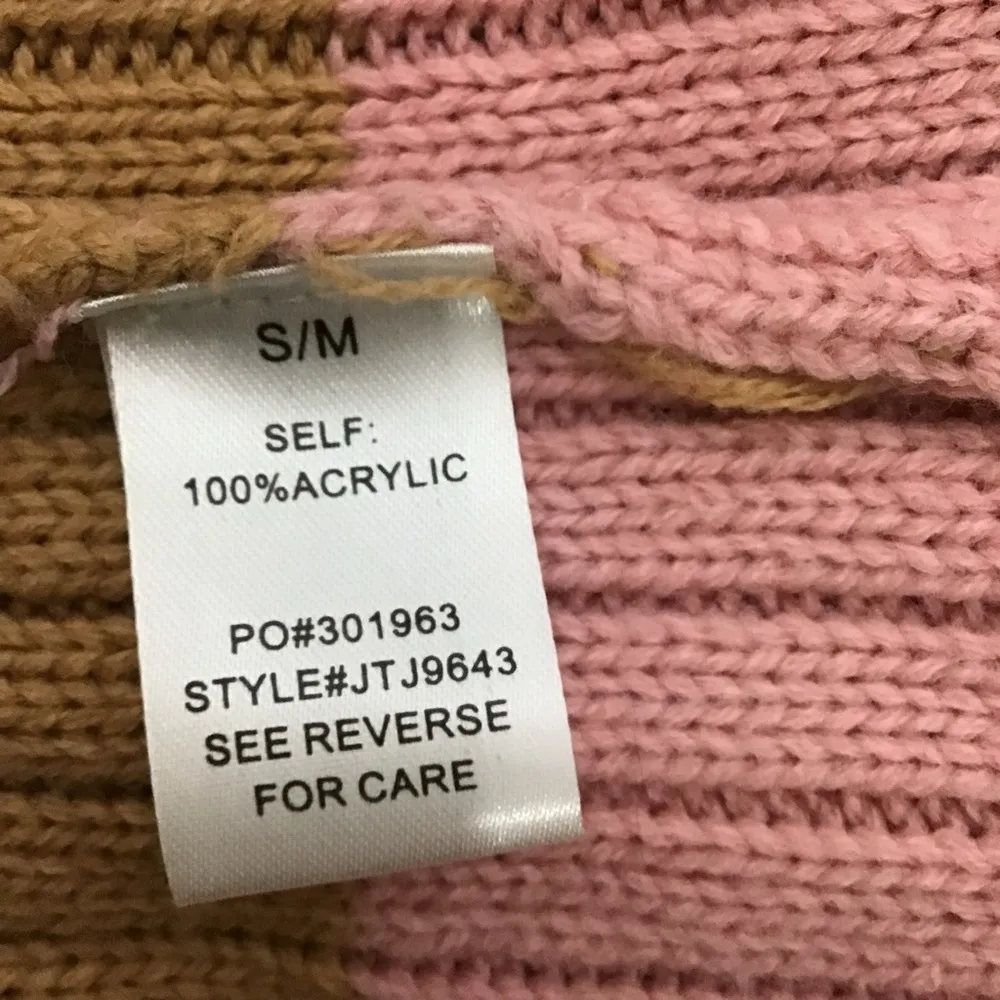 S/M
SELF:
100%ACRYLIC
PO#301963
STYLE#JTJ9643
SEE REVERSE
FOR CARE